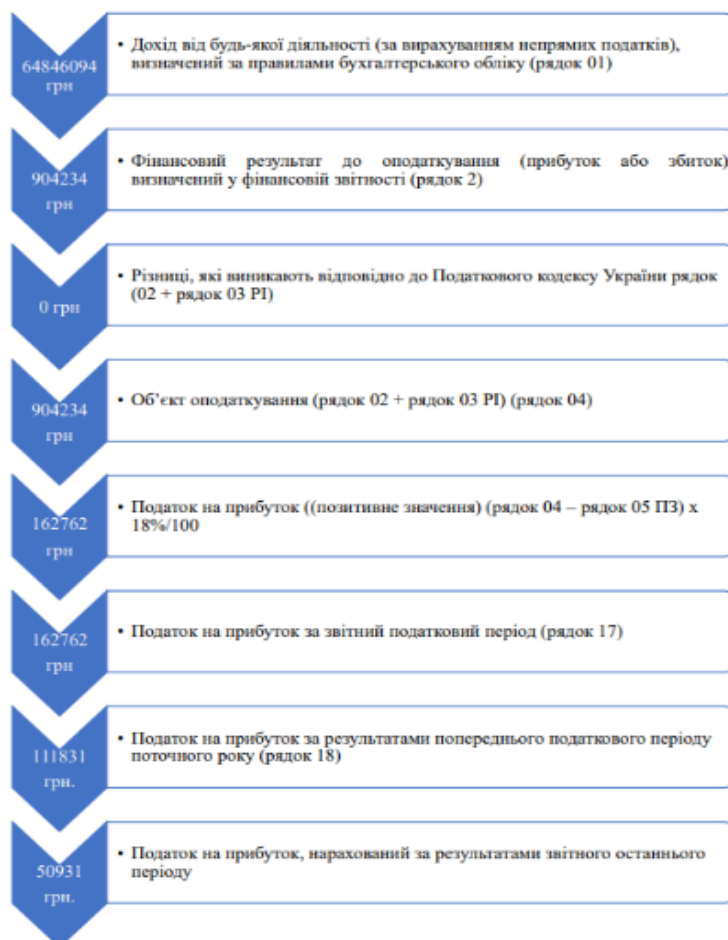 64846094
грн
• Дохід від будь-якої діяльності (за вирахуванням непрямих податків),
визначений за правилами бухгалтерського обліку (рядок 01)
904234
грн
• Фінансовий результат до оподаткування (прибуток або збиток)
визначений у фінансовій звітності (рядок 2)
0 грн
• Різниці, які виникають відповідно до Податкового кодексу України рядок
(02 + рядок 03 РІ)
904234
грн
• Об’єкт оподаткування (рядок 02 + рядок 03 РІ) (рядок 04)
162762
грн
• Податок на прибуток ((позитивне значення) (рядок 04 – рядок 05 ПЗ) х
18%/100
162762
грн
• Податок на прибуток за звітний податковий період (рядок 17)
111831
грн.
• Податок на прибуток за результатами попереднього податкового періоду
поточного року (рядок 18)
50931
грн.
• Податок на прибуток, нарахований за результатами звітного останнього
періоду